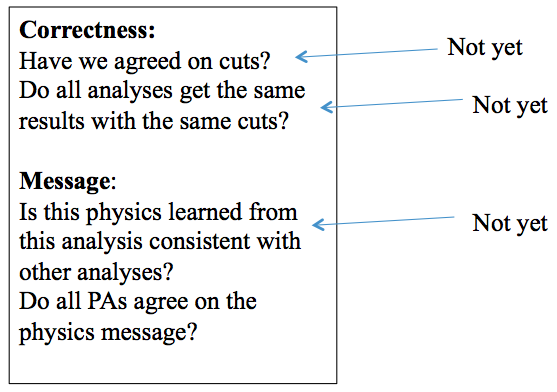 Correctness:
Have we agreed on cuts?
Not yet
Do all analyses get the same
results with the same cuts?
Not yet
Message:
Is this physics learned from
this analysis consistent with
other analyses?
Not yet
Do all PAs agree on the
physics message?